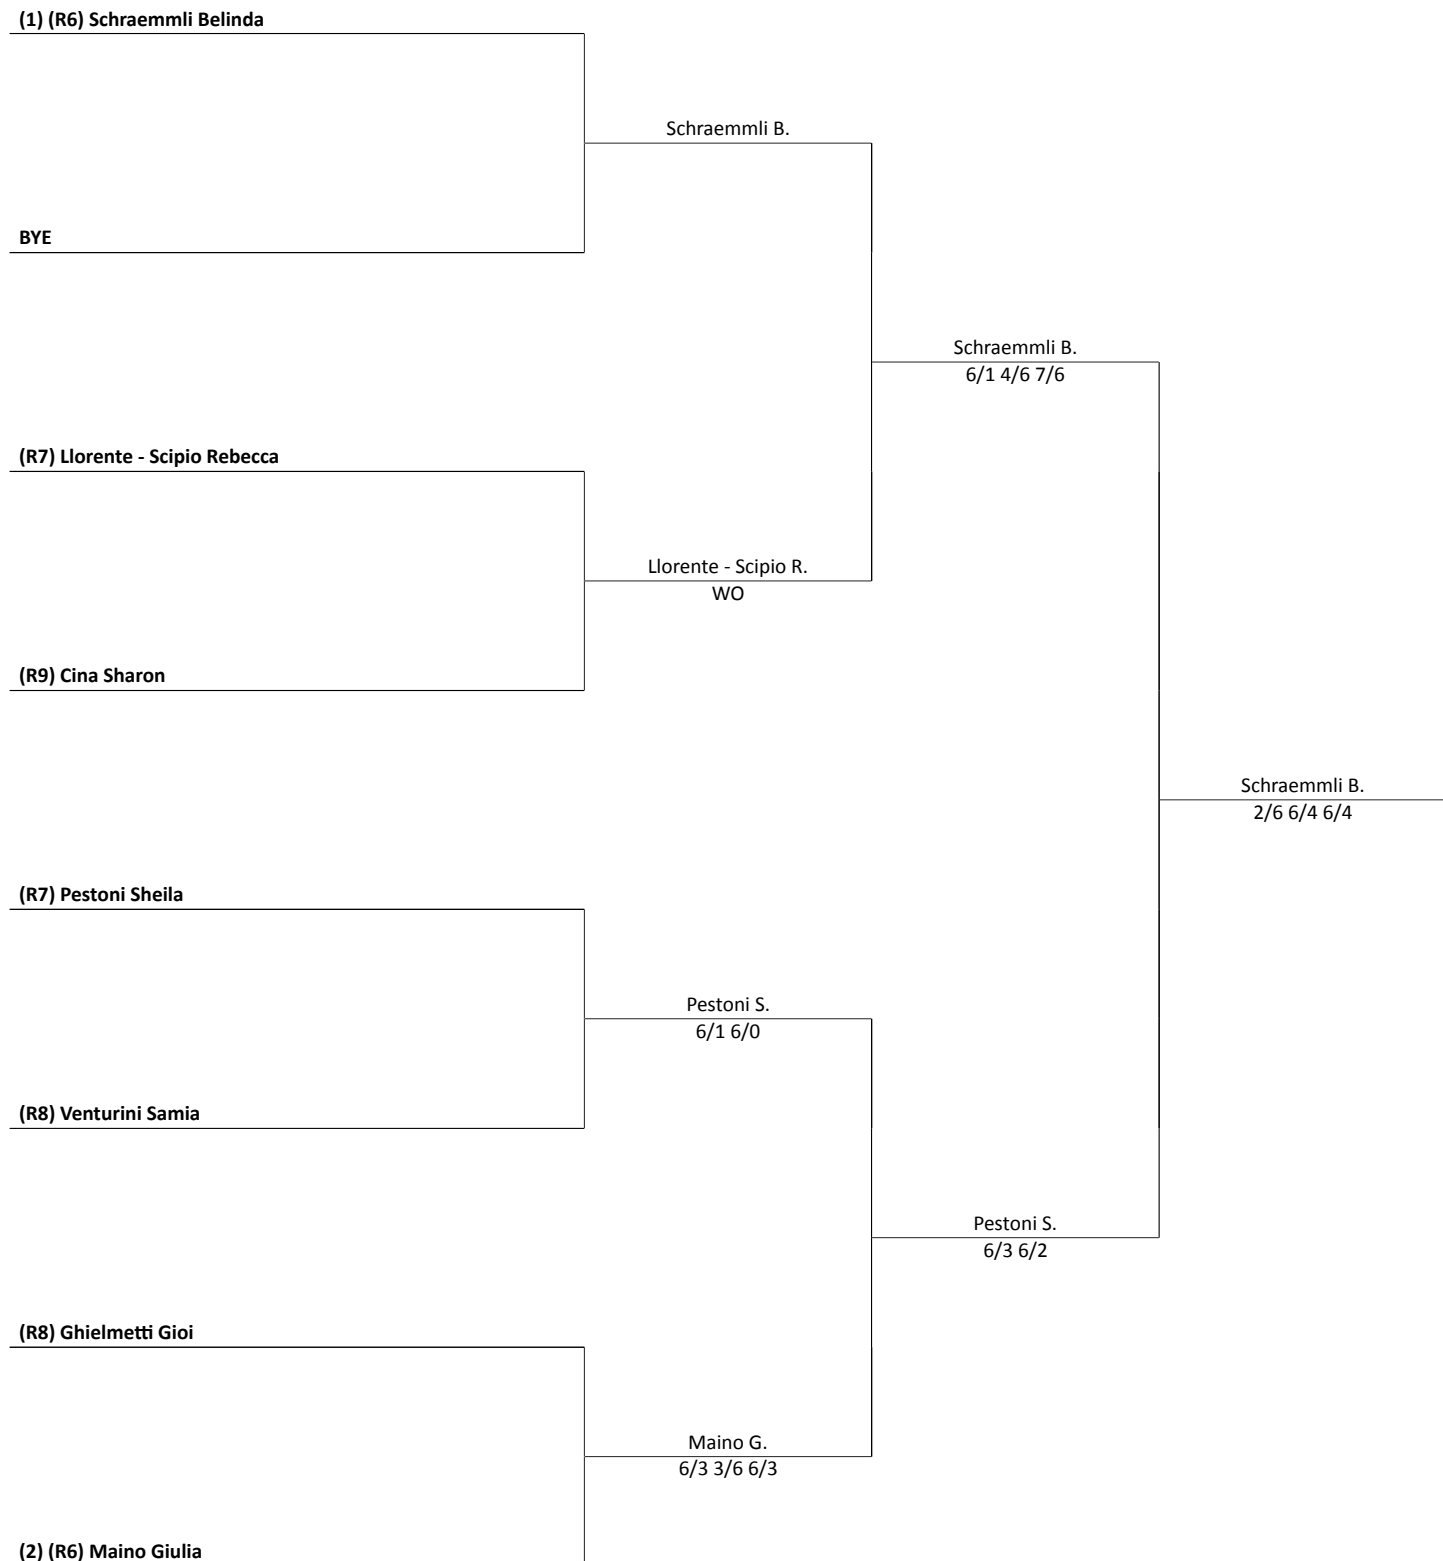 (1) (R6) Schraemmli Belinda
Schraemmli B.
BYE
Schraemmli B.
6/1 4/6 7/6
(R7) Llorente - Scipio Rebecca
Llorente - Scipio R.
WO
(R9) Cina Sharon
Schraemmli B.
2/6 6/4 6/4
(R7) Pestoni Sheila
Pestoni S.
6/1 6/0
(R8) Venturini Samia
Pestoni S.
6/3 6/2
(R8) Ghielmetti Gioi
Maino G.
6/3 3/6 6/3
(2) (R6) Maino Giulia